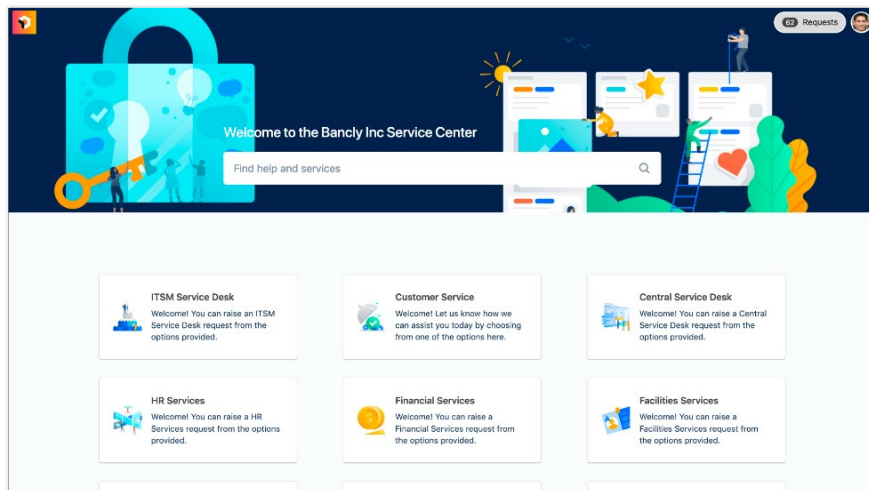 62 Requests
Welcome to the Bancly Inc Service Center
Find help and services
ITSM Service Desk
Welcome! You can raise an ITSM
Service Desk request from the
options provided.
Customer Service
Welcome! Let us know how we
can assist you today by choosing
from one of the options here.
Central Service Desk
Welcome! You can raise a Central
Service Desk request from the
options provided.
HR Services
Welcome! You can raise a HR
Services request from the options
provided.
Financial Services
Welcome! You can raise a
Financial Services request from
the options provided.
Facilities Services
Welcome! You can raise a
Facilities Services request from
the options provided.